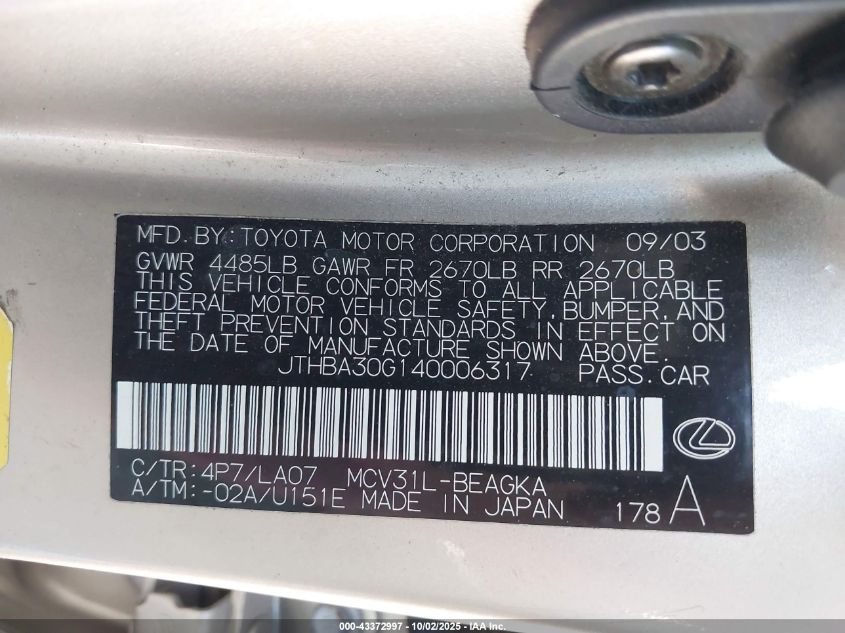 MFD. BY: TOYOTA MOTOR CORPORATION 09/03
GVWR 4485LB GAWR FR 2670LB RR 2670LB
THIS VEHICLE CONFORMS TO ALL APPLICABLE
FEDERAL MOTOR VEHICLE SAFETY, BUMPER, AND
THEFT PREVENTION STANDARDS IN EFFECT ON
THE DATE OF MANUFACTURE SHOWN ABOVE.
JTHBA30G140006317 PASS. CAR
C/TR: 4P7/LA07 MCV31L-BEAGKA
A/TM: -02A/U151E MADE IN JAPAN 178 A
000-43372997 - 10/02/2025 - IAA Inc.